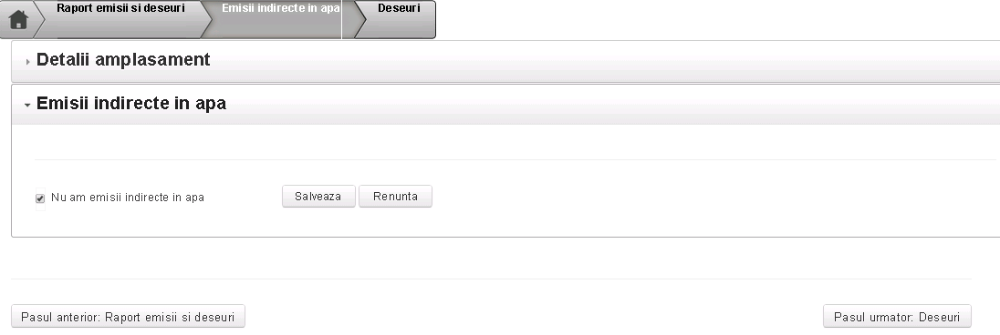 Raport emisii si deseuri
Emisii indirecte in apa
Deseuri
Detalii amplasament
Emisii indirecte in apa
Nu am emisii indirecte in apa
Salveaza
Renunta
Pasul anterior: Raport emisii si deseuri
Pasul urmator: Deseuri